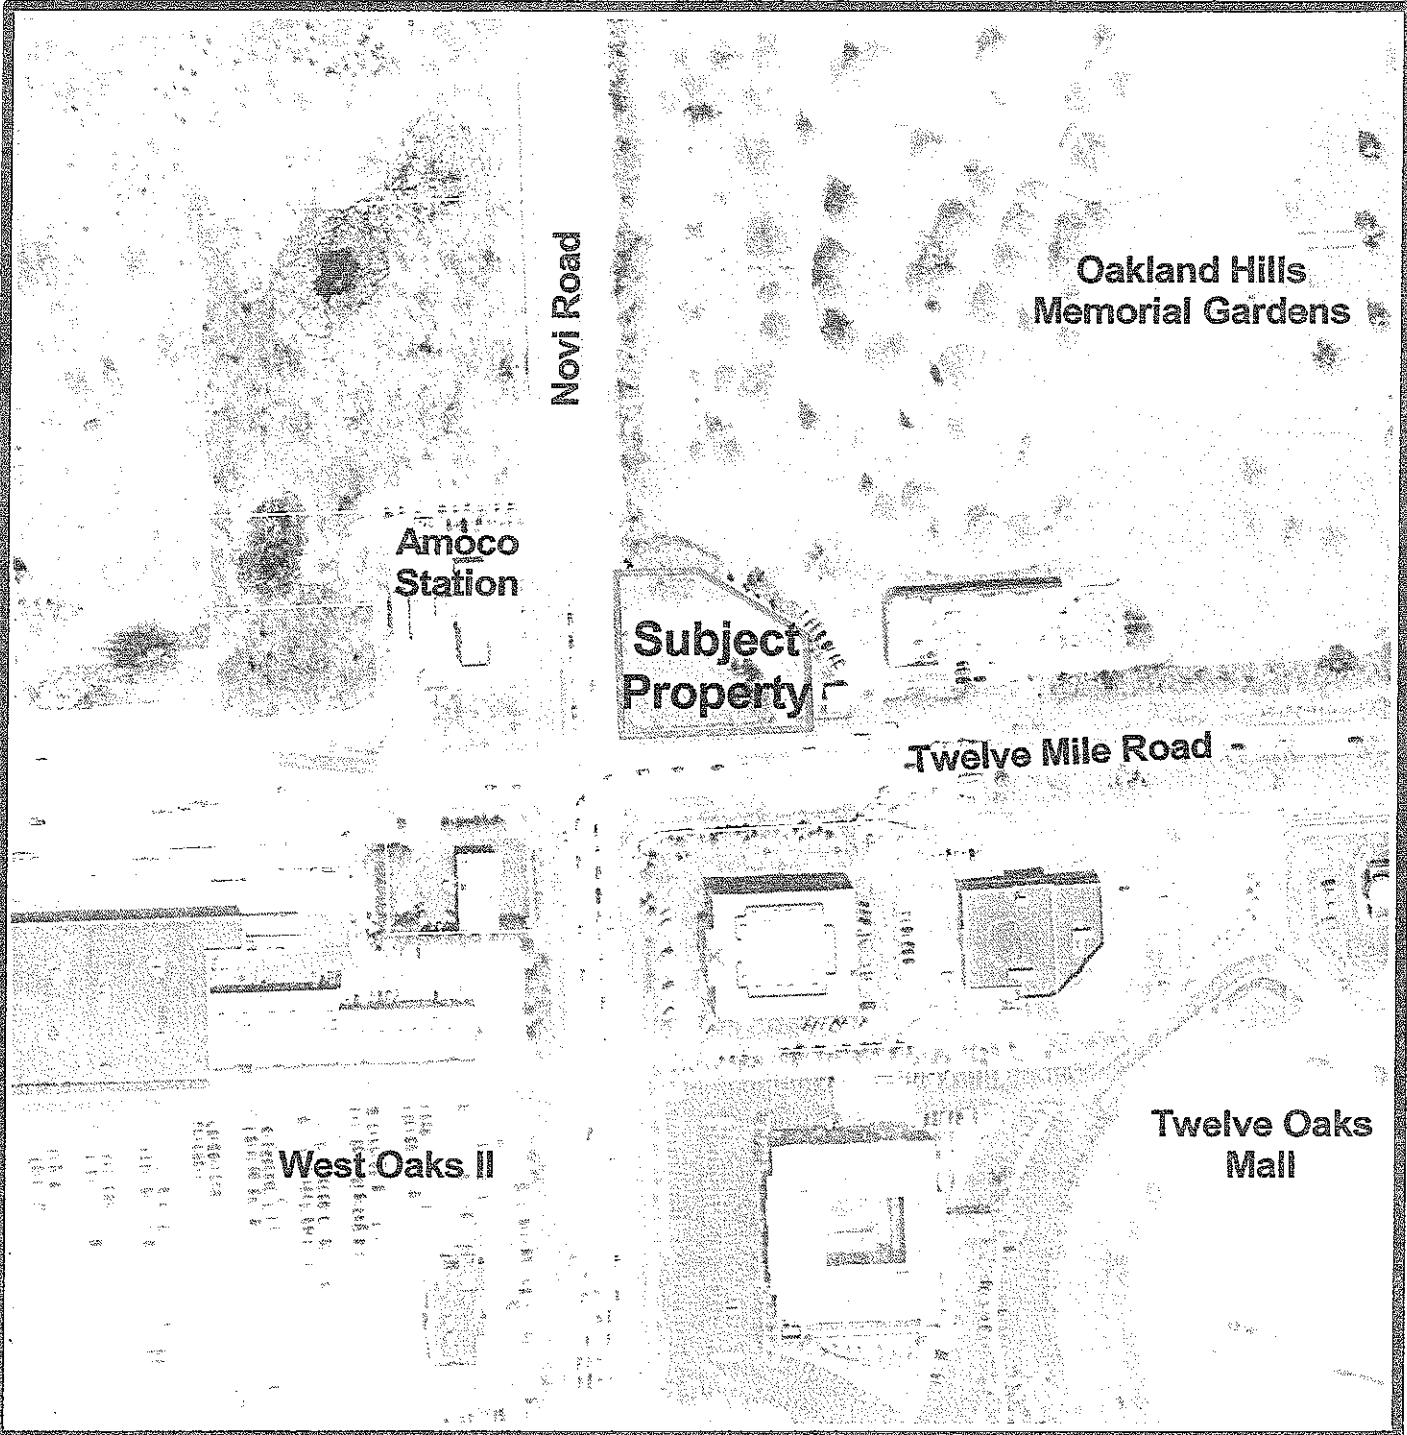 Novi Road
Oakland Hills
Memorial Gardens
Amoco
Station
Subject
Property
Twelve Mile Road
West Oaks II
Twelve Oaks
Mall